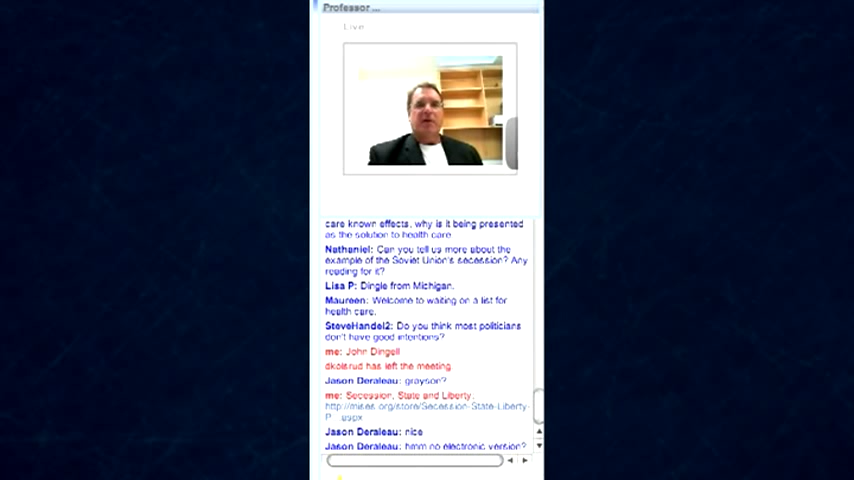 Professor ...
Live
care known effects, why is it being presented
as the solution to health care
Nathaniel: Can you tell us more about the
example of the Soviet Union's secession? Any
reading for it?
Lisa P: Dingle from Michigan.
Maureen: Welcome to waiting on a list for
health care.
SteveHandel2: Do you think most politicians
don't have good intentions?
me: John Dingell
dkolsrud has left the meeting.
Jason Deraleau: grayson?
me: Secession, State and Liberty:
http://mises.org/store/Secession-State-Liberty-
P....aspx
Jason Deraleau: nice
Jason Deraleau: hmm no electronic version?